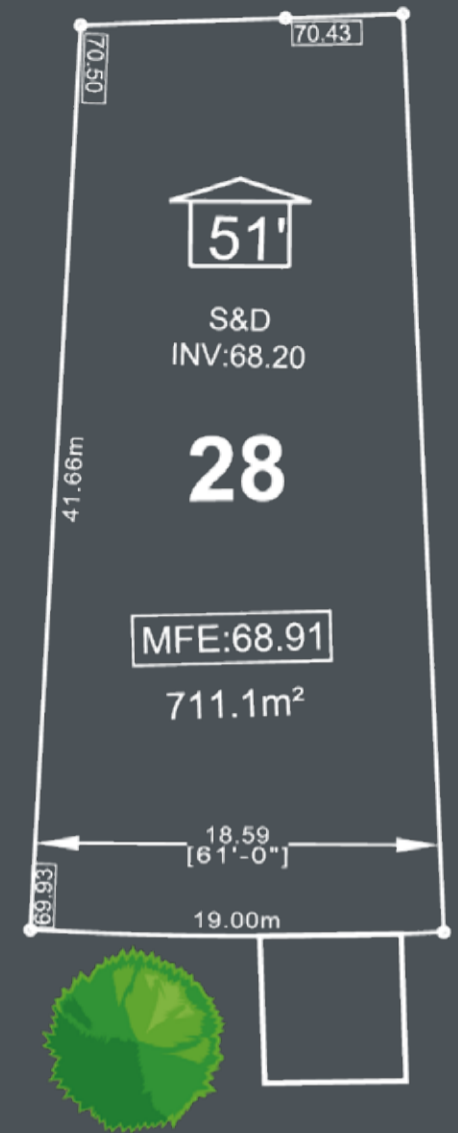 70.50
70.43
51'
S&D
INV:68.20
41.66m
28
MFE:68.91
711.1m²
18.59
[61'-0"]
69.93
19.00m